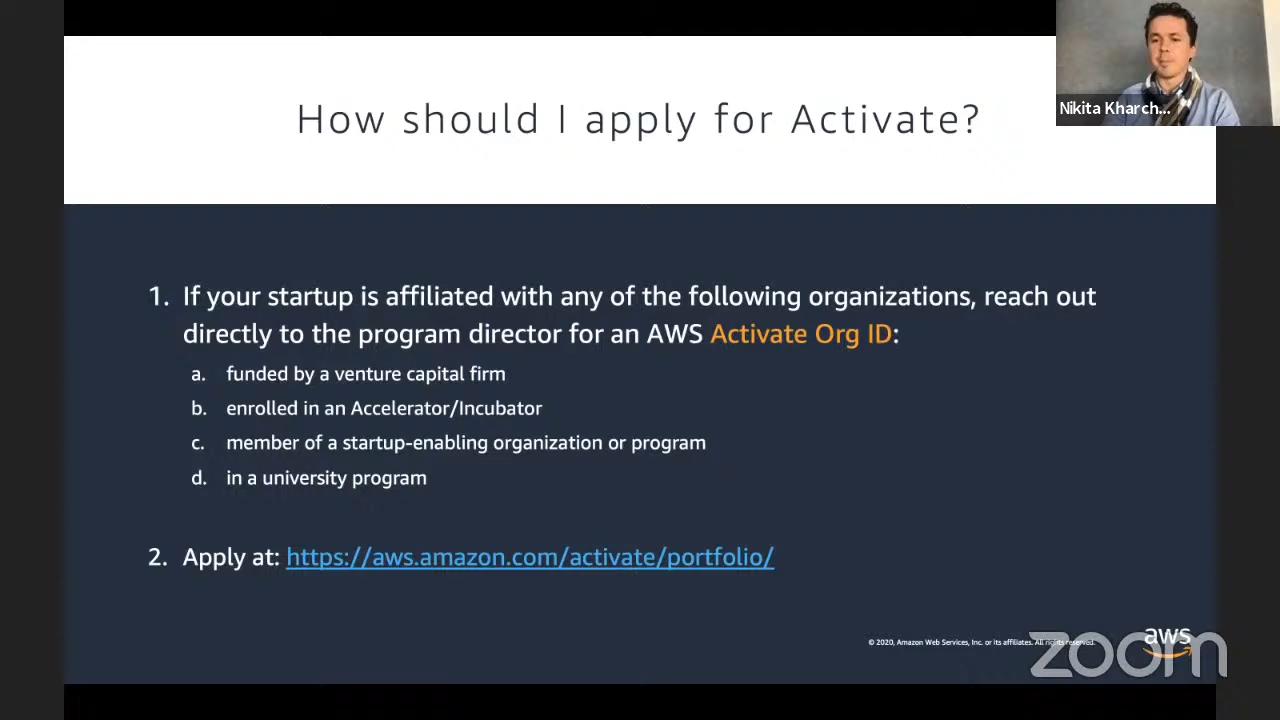 How should I apply for Activate?
Nikita Kharch...
1. If your startup is affiliated with any of the following organizations, reach out
directly to the program director for an AWS Activate Org ID:
a. funded by a venture capital firm
b. enrolled in an Accelerator/Incubator
c. member of a startup-enabling organization or program
d. in a university program
2. Apply at: https://aws.amazon.com/activate/portfolio/
© 2020, Amazon Web Services, Inc. or its affiliates. All rights reserved.
aws
zoom